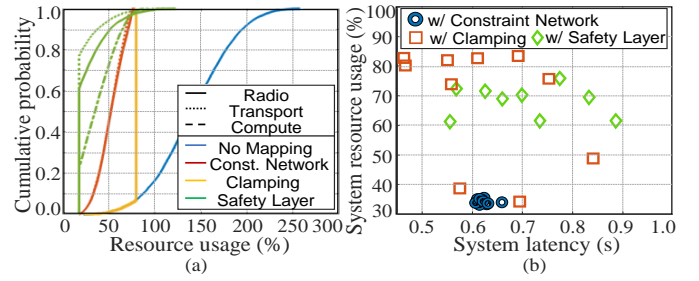 Cumulative probability
1.0
0.8
0.6
0.4
0.2
0.0
Radio
Transport
Compute
No Mapping
Const. Network
Clamping
Safety Layer
0 50 100 150 200 250 300
Resource usage (%)
(a)
System resource usage (%)
100
90
80
70
60
50
40
30
w/ Constraint Network
w/ Clamping w/ Safety Layer
0.5 0.6 0.7 0.8 0.9 1.0
System latency (s)
(b)